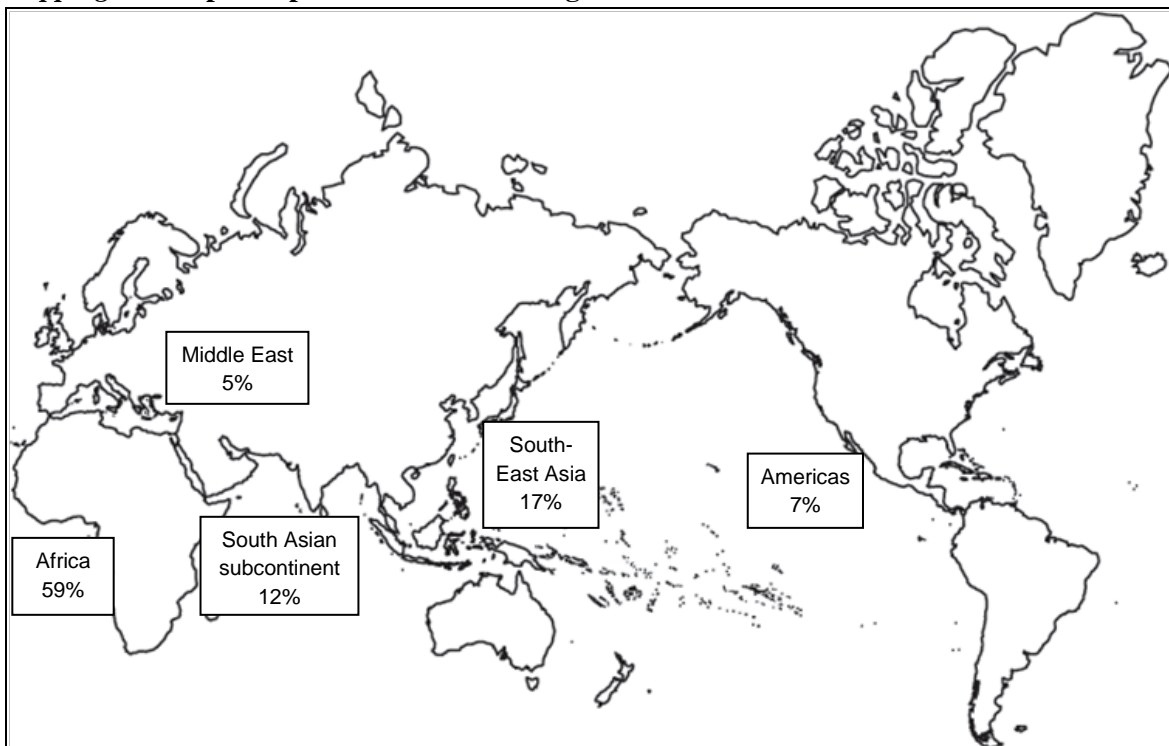 Middle East
5%
South-
East Asia
17%
Americas
7%
South Asian
subcontinent
12%
Africa
59%